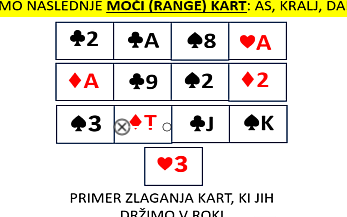 MO NASLEDNJE MOČI (RANGE) KART: AS, KRALJ, DA
♣2 ♣A ♠8 ♥A
♦A ♣9 ♠2 ♦2
♠3 ♦T ♣J ♠K
♥3
PRIMER ZLAGANJA KART, KI JIH
DRŽIMO V ROKI